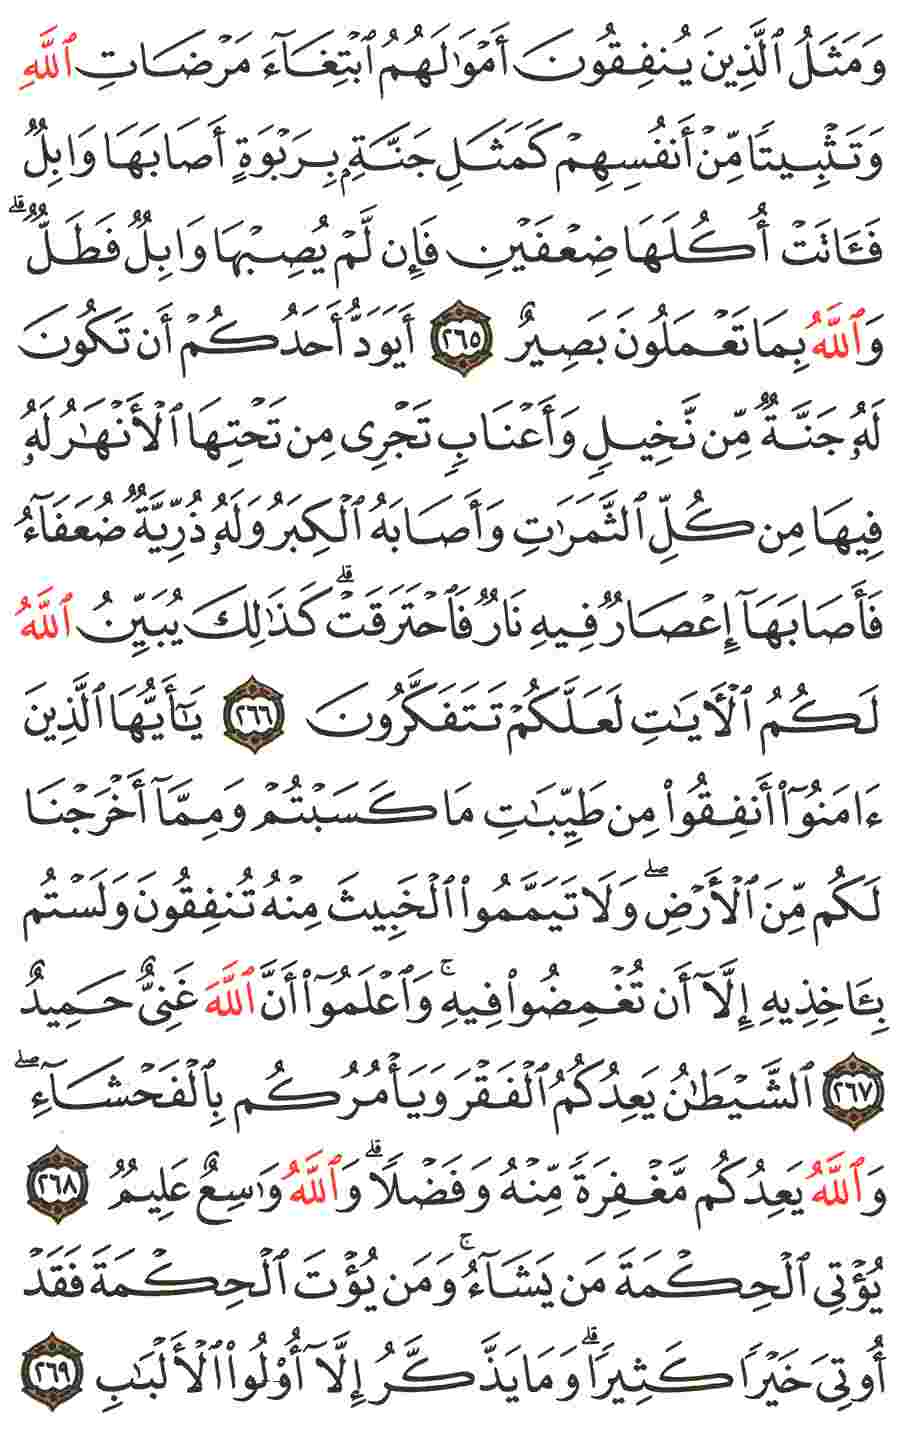 وَمَثَلُ ٱلَّذِينَ يُنفِقُونَ أَمْوَٰلَهُمُ ٱبْتِغَآءَ مَرْضَاتِ ٱللَّهِ
وَتَثْبِيتًا مِّنْ أَنفُسِهِمْ كَمَثَلِ جَنَّةٍۭ بِرَبْوَةٍ أَصَابَهَا وَابِلٌ
فَـَٔاتَتْ أُكُلَهَا ضِعْفَيْنِ فَإِن لَّمْ يُصِبْهَا وَابِلٌ فَطَلٌّ ۗ
وَٱللَّهُ بِمَا تَعْمَلُونَ بَصِيرٌ ٢٦٥ أَيَوَدُّ أَحَدُكُمْ أَن تَكُونَ
لَهُۥ جَنَّةٌ مِّن نَّخِيلٍ وَأَعْنَابٍ تَجْرِى مِن تَحْتِهَا ٱلْأَنْهَٰرُ لَهُۥ
فِيهَا مِن كُلِّ ٱلثَّمَرَٰتِ وَأَصَابَهُ ٱلْكِبَرُ وَلَهُۥ ذُرِّيَّةٌ ضُعَفَآءُ
فَأَصَابَهَآ إِعْصَارٌ فِيهِ نَارٌ فَٱحْتَرَقَتْ ۗ كَذَٰلِكَ يُبَيِّنُ ٱللَّهُ
لَكُمُ ٱلْـَٔايَٰتِ لَعَلَّكُمْ تَتَفَكَّرُونَ ٢٦٦ يَٰٓأَيُّهَا ٱلَّذِينَ
ءَامَنُوٓا۟ أَنفِقُوا۟ مِن طَيِّبَٰتِ مَا كَسَبْتُمْ وَمِمَّآ أَخْرَجْنَا
لَكُم مِّنَ ٱلْأَرْضِ ۖ وَلَا تَيَمَّمُوا۟ ٱلْخَبِيثَ مِنْهُ تُنفِقُونَ وَلَسْتُم
بِـَٔاخِذِيهِ إِلَّآ أَن تُغْمِضُوا۟ فِيهِ ۚ وَٱعْلَمُوٓا۟ أَنَّ ٱللَّهَ غَنِىٌّ حَمِيدٌ
٢٦٧ ٱلشَّيْطَٰنُ يَعِدُكُمُ ٱلْفَقْرَ وَيَأْمُرُكُم بِٱلْفَحْشَآءِ ۖ
وَٱللَّهُ يَعِدُكُم مَّغْفِرَةً مِّنْهُ وَفَضْلًا ۗ وَٱللَّهُ وَٰسِعٌ عَلِيمٌ ٢٦٨
يُؤْتِى ٱلْحِكْمَةَ مَن يَشَآءُ ۚ وَمَن يُؤْتَ ٱلْحِكْمَةَ فَقَدْ
أُوتِىَ خَيْرًا كَثِيرًا ۗ وَمَا يَذَّكَّرُ إِلَّآ أُو۟لُوا۟ ٱلْأَلْبَٰبِ ٢٦٩